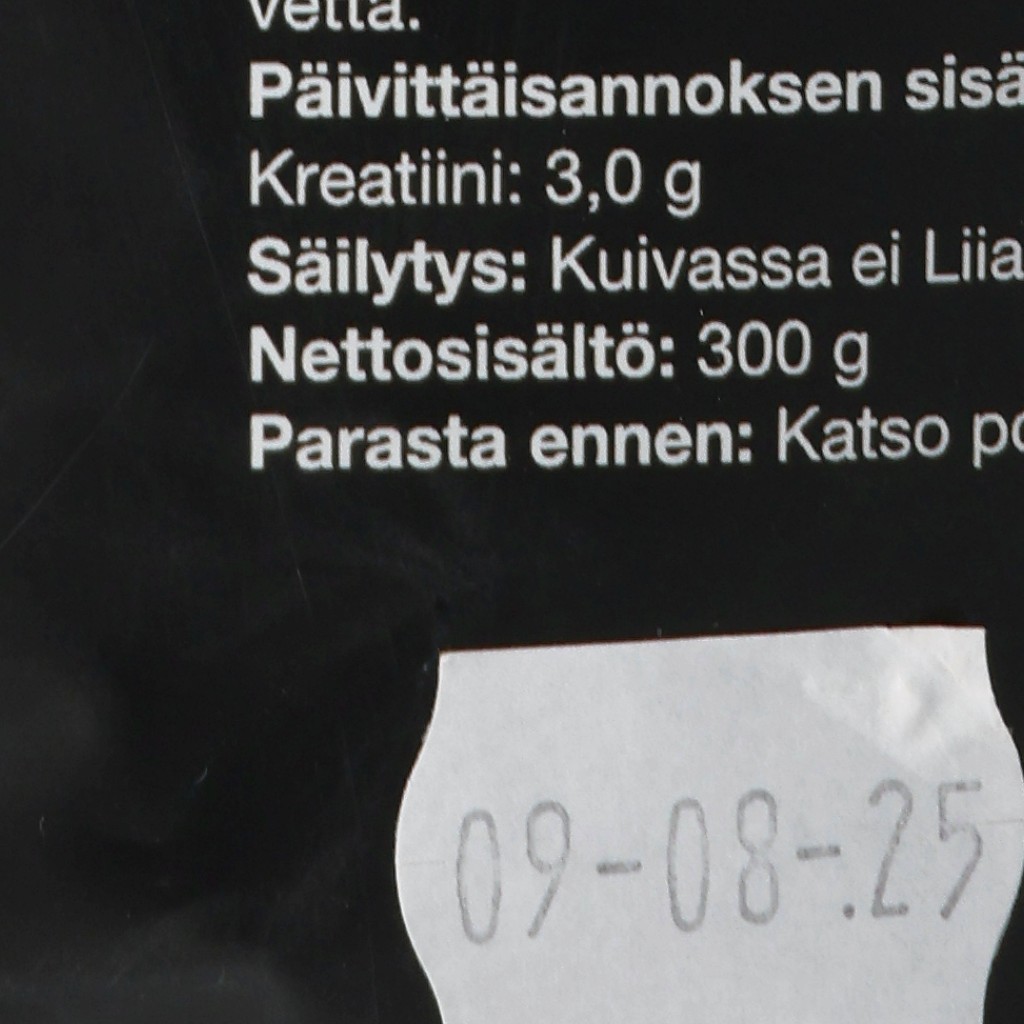 vettä.
Päivittäisannoksen sisä
Kreatiini: 3,0 g
Säilytys: Kuivassa ei Liia
Nettosisältö: 300 g
Parasta ennen: Katso po
09-08-.25